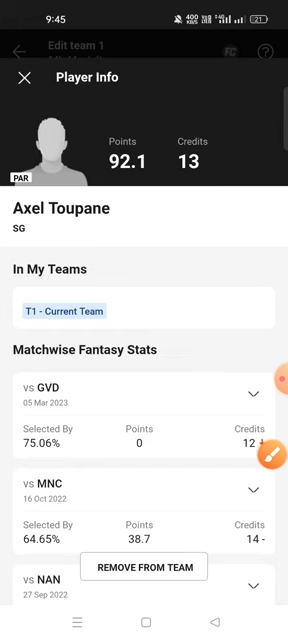 9:45
21
Edit team 1
FC
Player Info
Points
Credits
92.1
13
PAR
Axel Toupane
SG
In My Teams
T1 - Current Team
Matchwise Fantasy Stats
vs GVD
05 Mar 2023
Selected By
Points
Credits
75.06%
0
12
vs MNC
16 Oct 2022
Selected By
Points
Credits
64.65%
38.7
14 -
REMOVE FROM TEAM
vs NAN
27 Sep 2022